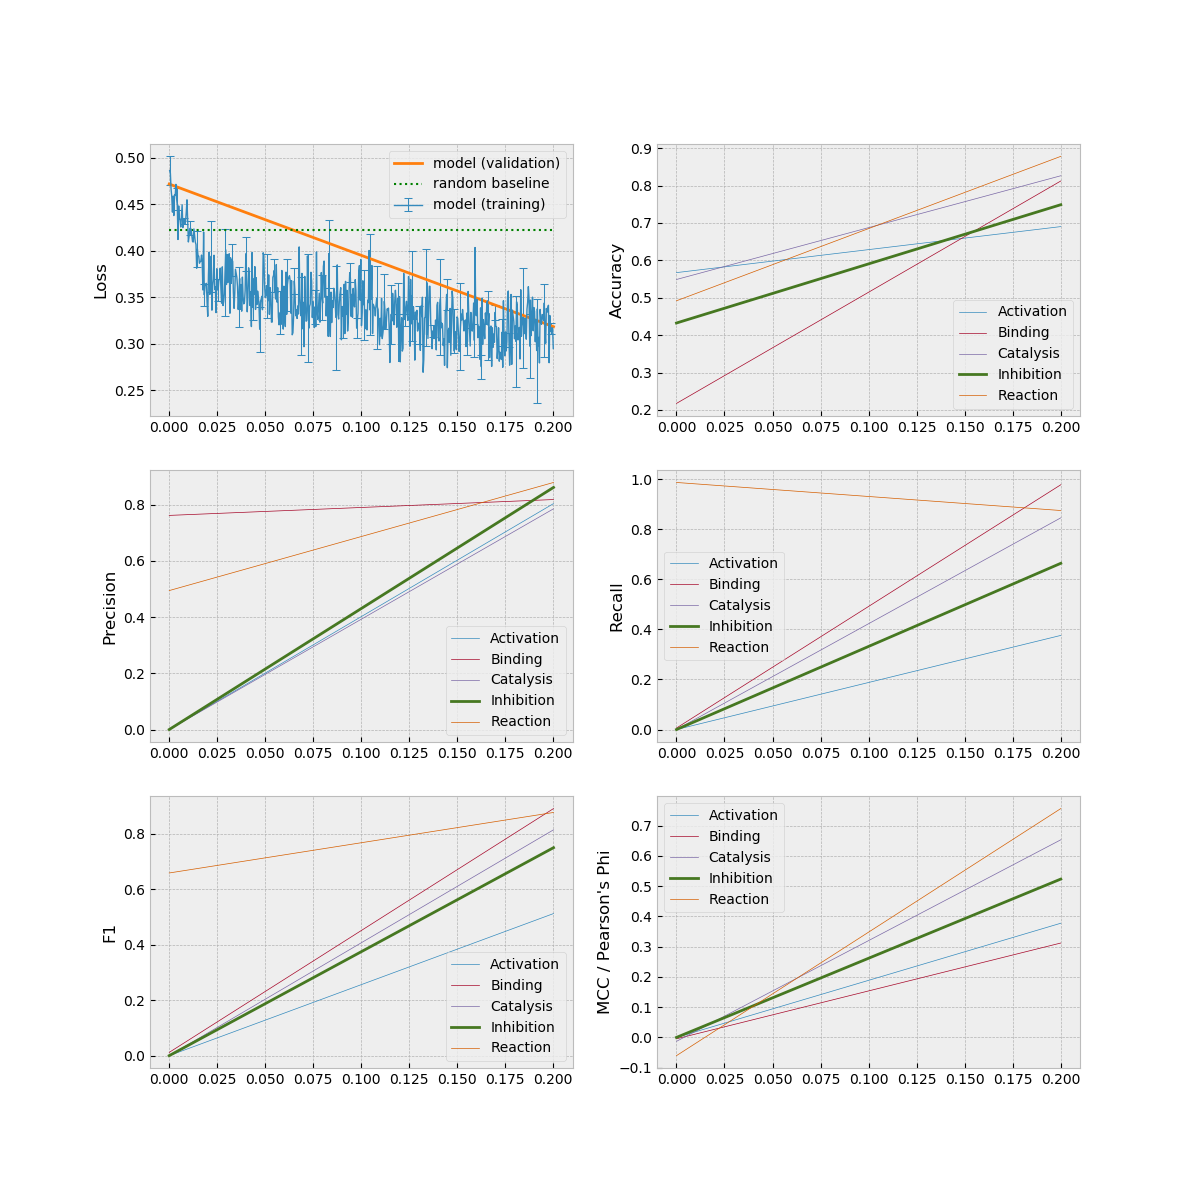 Loss
0.50
0.45
0.40
0.35
0.30
0.25
model (validation)
random baseline
model (training)
0.000 0.025 0.050 0.075 0.100 0.125 0.150 0.175 0.200
Accuracy
0.9
0.8
0.7
0.6
0.5
0.4
0.3
0.2
Activation
Binding
Catalysis
Inhibition
Reaction
0.000 0.025 0.050 0.075 0.100 0.125 0.150 0.175 0.200
Precision
0.8
0.6
0.4
0.2
0.0
Activation
Binding
Catalysis
Inhibition
Reaction
0.000 0.025 0.050 0.075 0.100 0.125 0.150 0.175 0.200
Recall
1.0
0.8
0.6
0.4
0.2
0.0
Activation
Binding
Catalysis
Inhibition
Reaction
0.000 0.025 0.050 0.075 0.100 0.125 0.150 0.175 0.200
F1
0.8
0.6
0.4
0.2
0.0
Activation
Binding
Catalysis
Inhibition
Reaction
0.000 0.025 0.050 0.075 0.100 0.125 0.150 0.175 0.200
MCC / Pearson's Phi
0.7
0.6
0.5
0.4
0.3
0.2
0.1
0.0
−0.1
Activation
Binding
Catalysis
Inhibition
Reaction
0.000 0.025 0.050 0.075 0.100 0.125 0.150 0.175 0.200